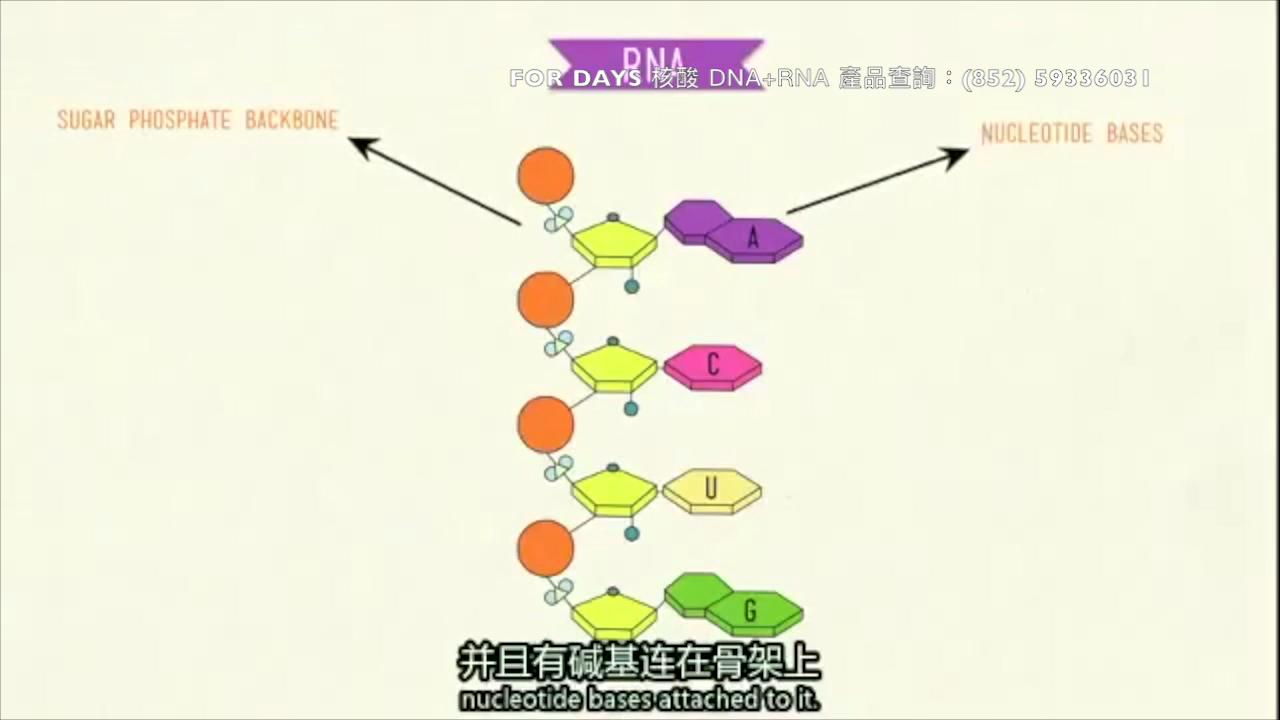 RNA
FOR DAYS 核酸 DNA+RNA 產品查詢：(852) 59336031
SUGAR PHOSPHATE BACKBONE
NUCLEOTIDE BASES
A
C
U
G
并且有碱基连在骨架上
nucleotide bases attached to it.